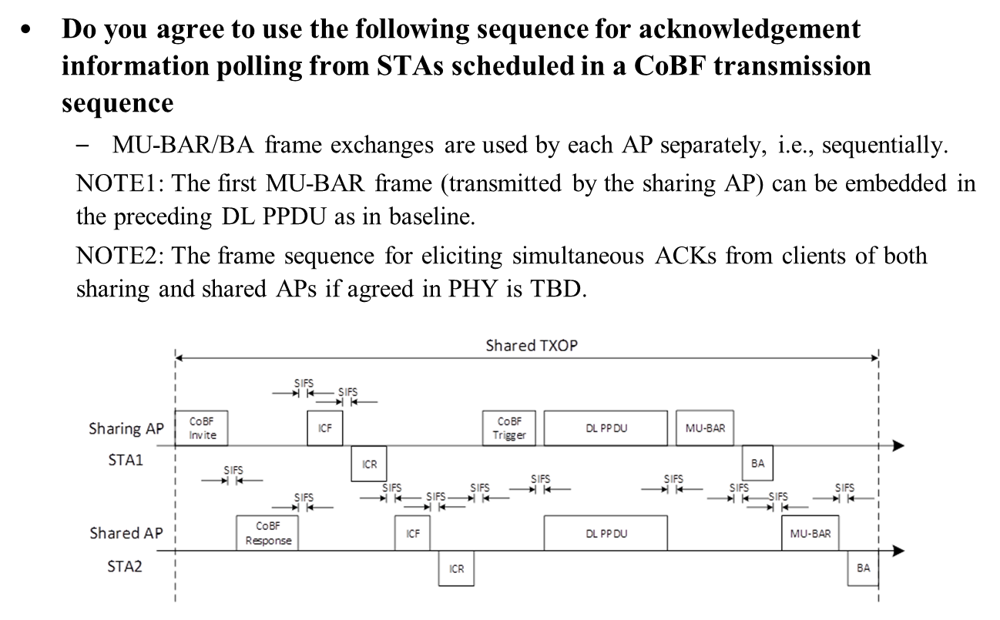 • Do you agree to use the following sequence for acknowledgement
information polling from STAs scheduled in a CoBF transmission
sequence
– MU-BAR/BA frame exchanges are used by each AP separately, i.e., sequentially.
NOTE1: The first MU-BAR frame (transmitted by the sharing AP) can be embedded in
the preceding DL PPDU as in baseline.
NOTE2: The frame sequence for eliciting simultaneous ACKs from clients of both
sharing and shared APs if agreed in PHY is TBD.
Shared TXOP
SIFS
SIFS
Sharing AP
CoBF
Invite
ICF
CoBF
Trigger
DL PPDU
MU-BAR
STA1
ICR
BA
SIFS
SIFS
SIFS
SIFS
SIFS
SIFS
SIFS
SIFS
SIFS
SIFS
Shared AP
CoBF
Response
ICF
DL PPDU
MU-BAR
STA2
ICR
BA